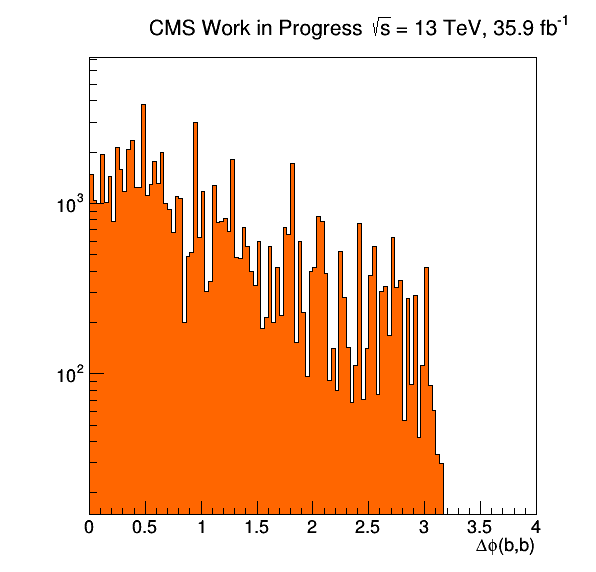 CMS Work in Progress √s = 13 TeV, 35.9 fb⁻¹
10³
10²
0 0.5 1 1.5 2 2.5 3 3.5 4
Δϕ(b,b)